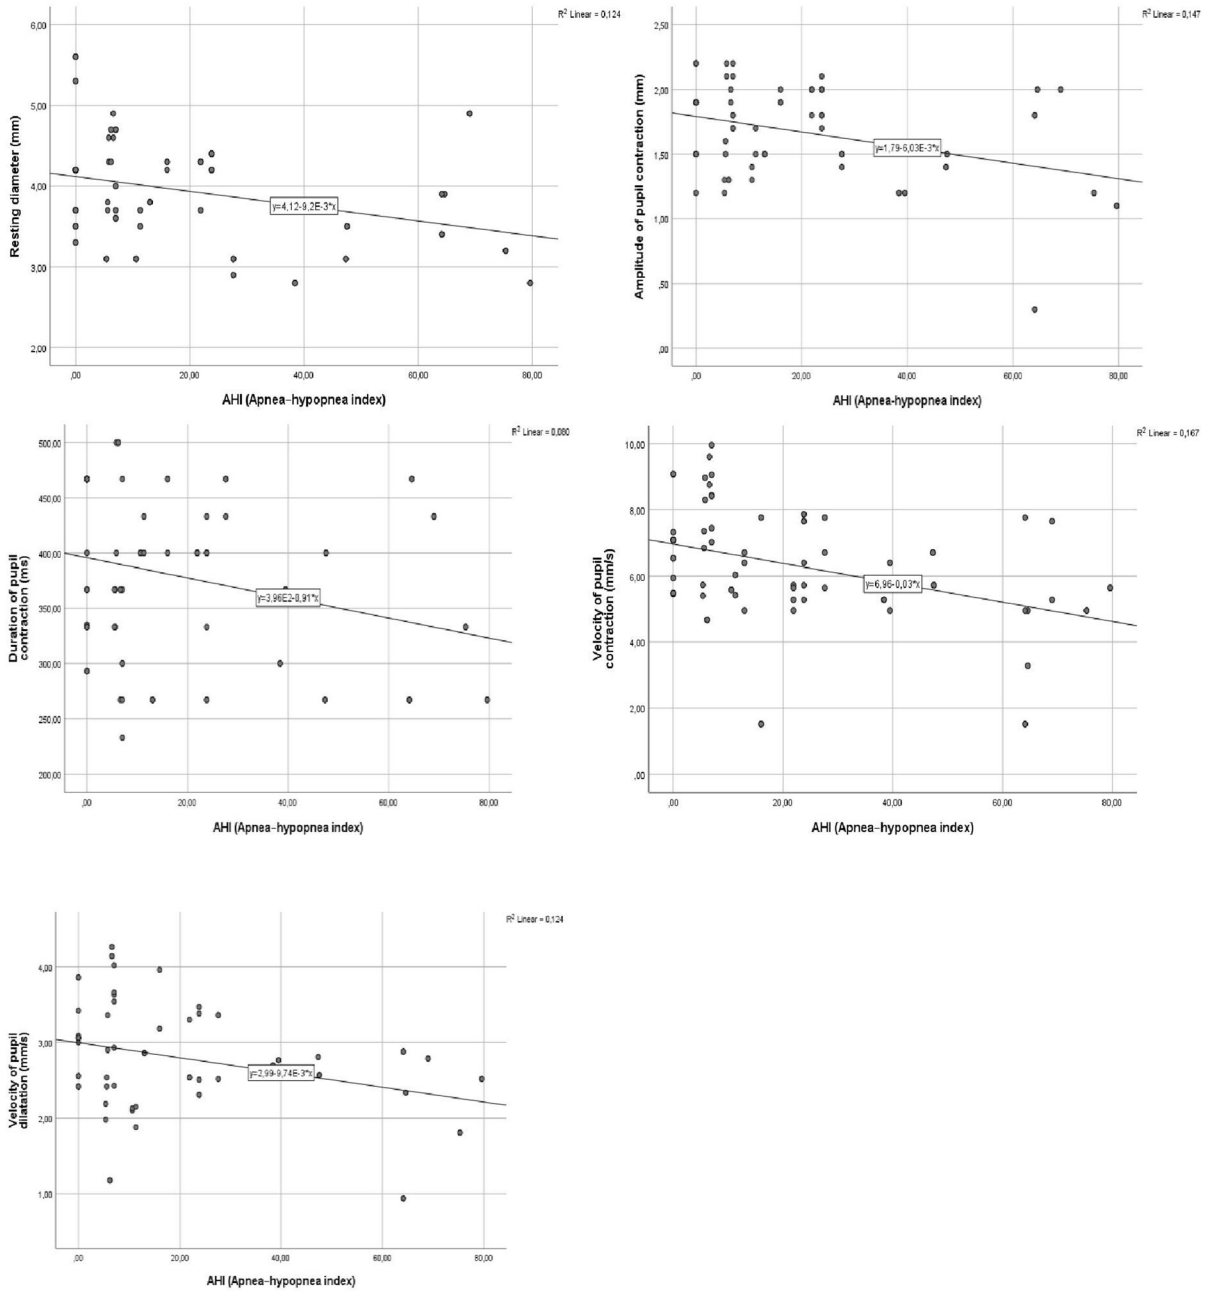 R² Linear = 0,124
6,00
5,00
4,00
3,00
2,00
Resting diameter (mm)
y=4,12-9,2E-3*x
,00
20,00
40,00
60,00
80,00
AHI (Apnea–hypopnea index)
R² Linear = 0,147
2,50
2,00
1,50
1,00
,50
,00
Amplitude of pupil contraction (mm)
y=1,79-6,03E-3*x
,00
20,00
40,00
60,00
80,00
AHI (Apnea-hypopnea index)
R² Linear = 0,080
500,00
450,00
400,00
350,00
300,00
250,00
200,00
Duration of pupil
contraction (ms)
y=3,96E2-0,91*x
,00
20,00
40,00
60,00
80,00
AHI (Apnea–hypopnea index)
R² Linear = 0,167
10,00
8,00
6,00
4,00
2,00
,00
Velocity of pupil
contraction (mm/s)
y=6,96-0,03*x
,00
20,00
40,00
60,00
80,00
AHI (Apnea–hypopnea index)
R² Linear = 0,124
4,00
3,00
2,00
1,00
Velocity of pupil
dilatation (mm/s)
y=2,99-9,74E-3*x
,00
20,00
40,00
60,00
80,00
AHI (Apnea–hypopnea index)